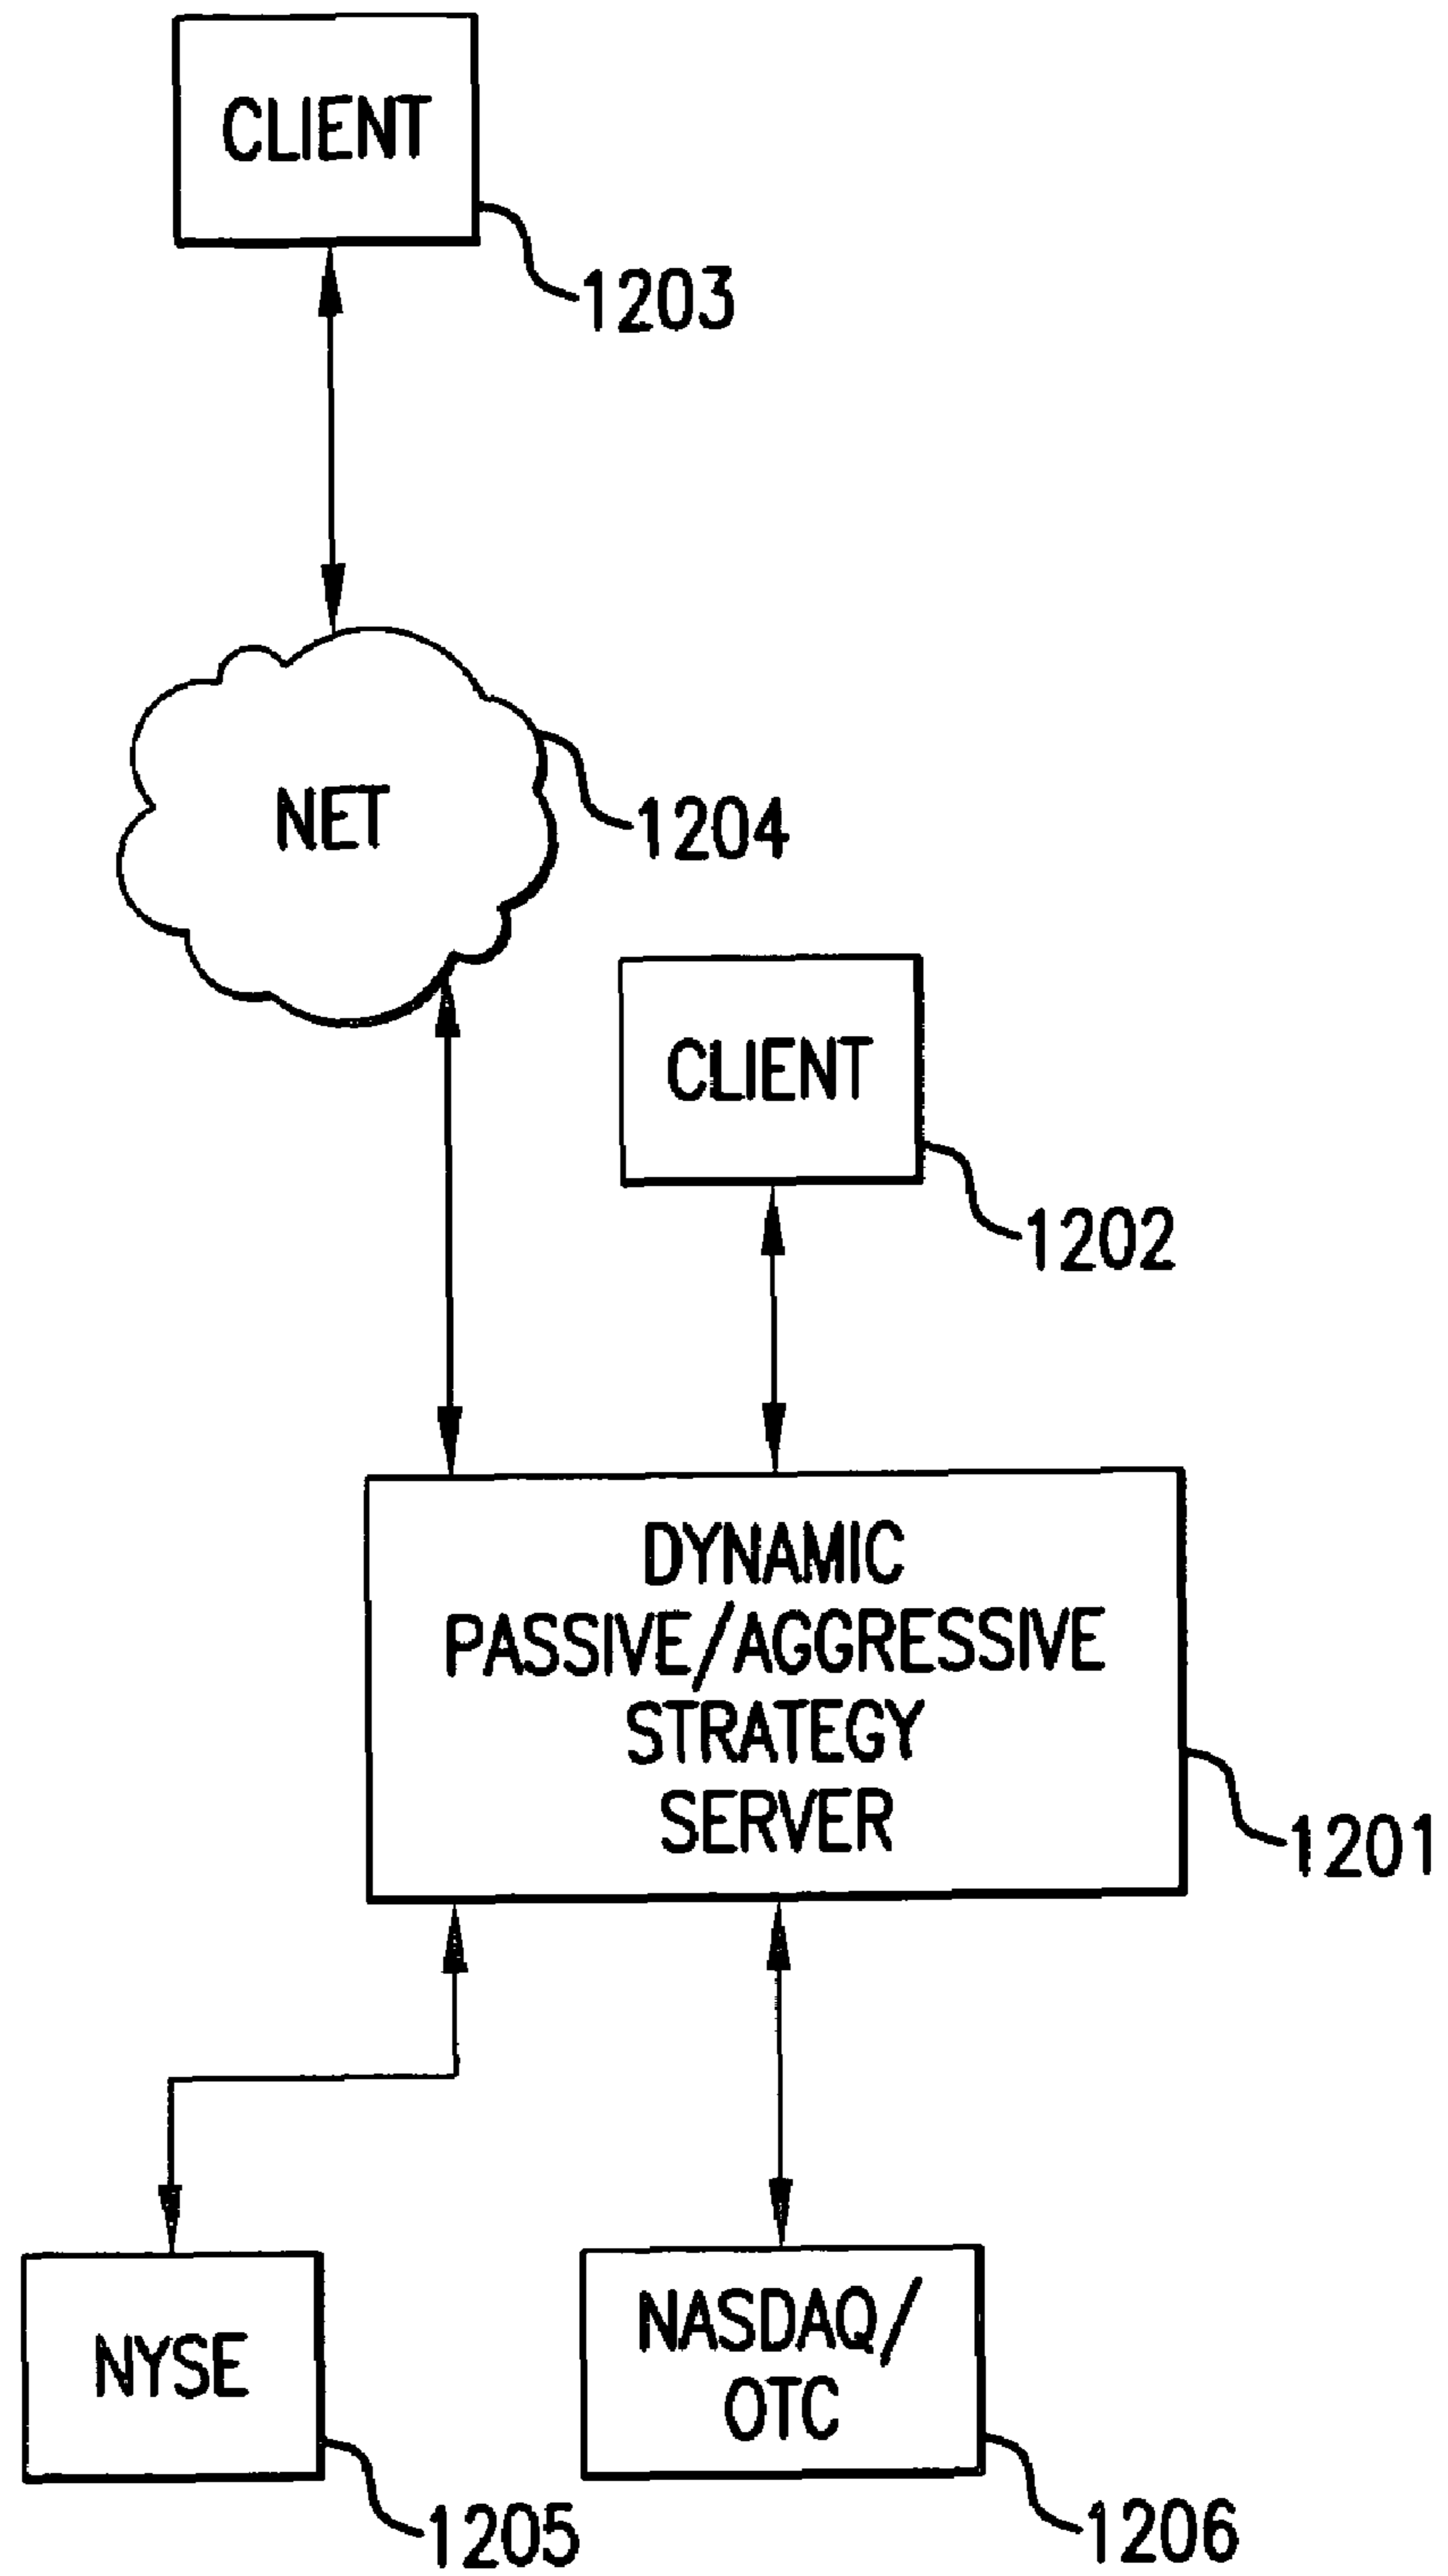 CLIENT
1203
NET
1204
CLIENT
1202
DYNAMIC
PASSIVE/AGGRESSIVE
STRATEGY
SERVER
1201
NYSE
1205
NASDAQ/
OTC
1206